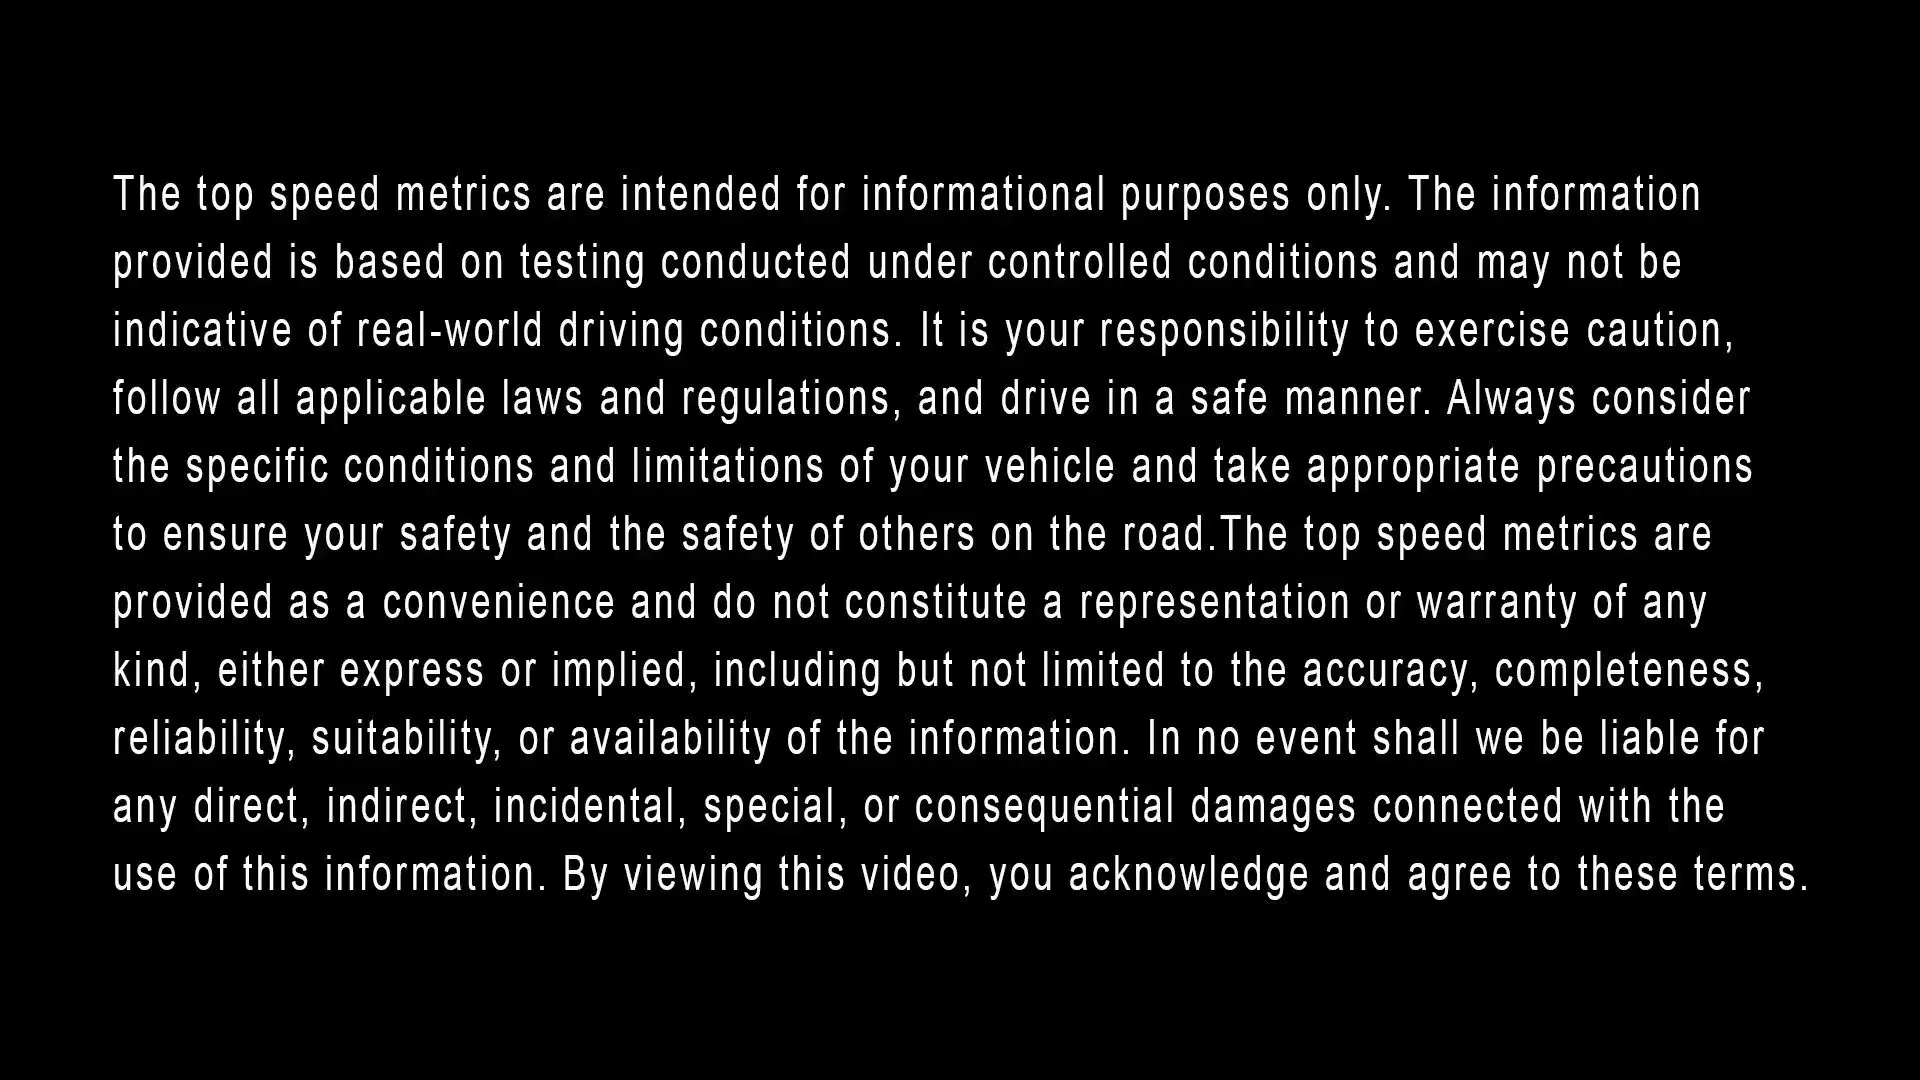 The top speed metrics are intended for informational purposes only. The information
provided is based on testing conducted under controlled conditions and may not be
indicative of real-world driving conditions. It is your responsibility to exercise caution,
follow all applicable laws and regulations, and drive in a safe manner. Always consider
the specific conditions and limitations of your vehicle and take appropriate precautions
to ensure your safety and the safety of others on the road.The top speed metrics are
provided as a convenience and do not constitute a representation or warranty of any
kind, either express or implied, including but not limited to the accuracy, completeness,
reliability, suitability, or availability of the information. In no event shall we be liable for
any direct, indirect, incidental, special, or consequential damages connected with the
use of this information. By viewing this video, you acknowledge and agree to these terms.